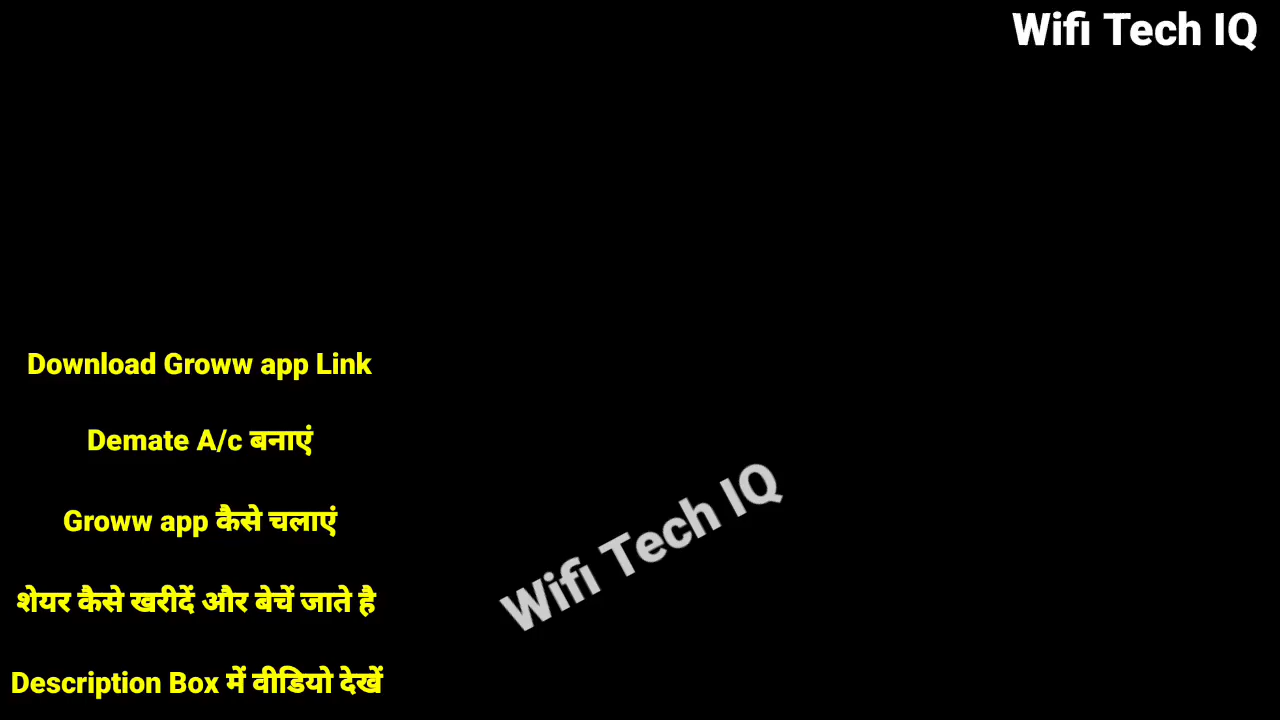 Wifi Tech IQ
Download Groww app Link
Demate A/c बनाएं
Groww app कैसे चलाएं
Wifi Tech IQ
शेयर कैसे खरीदें और बेचें जाते है
Description Box में वीडियो देखें